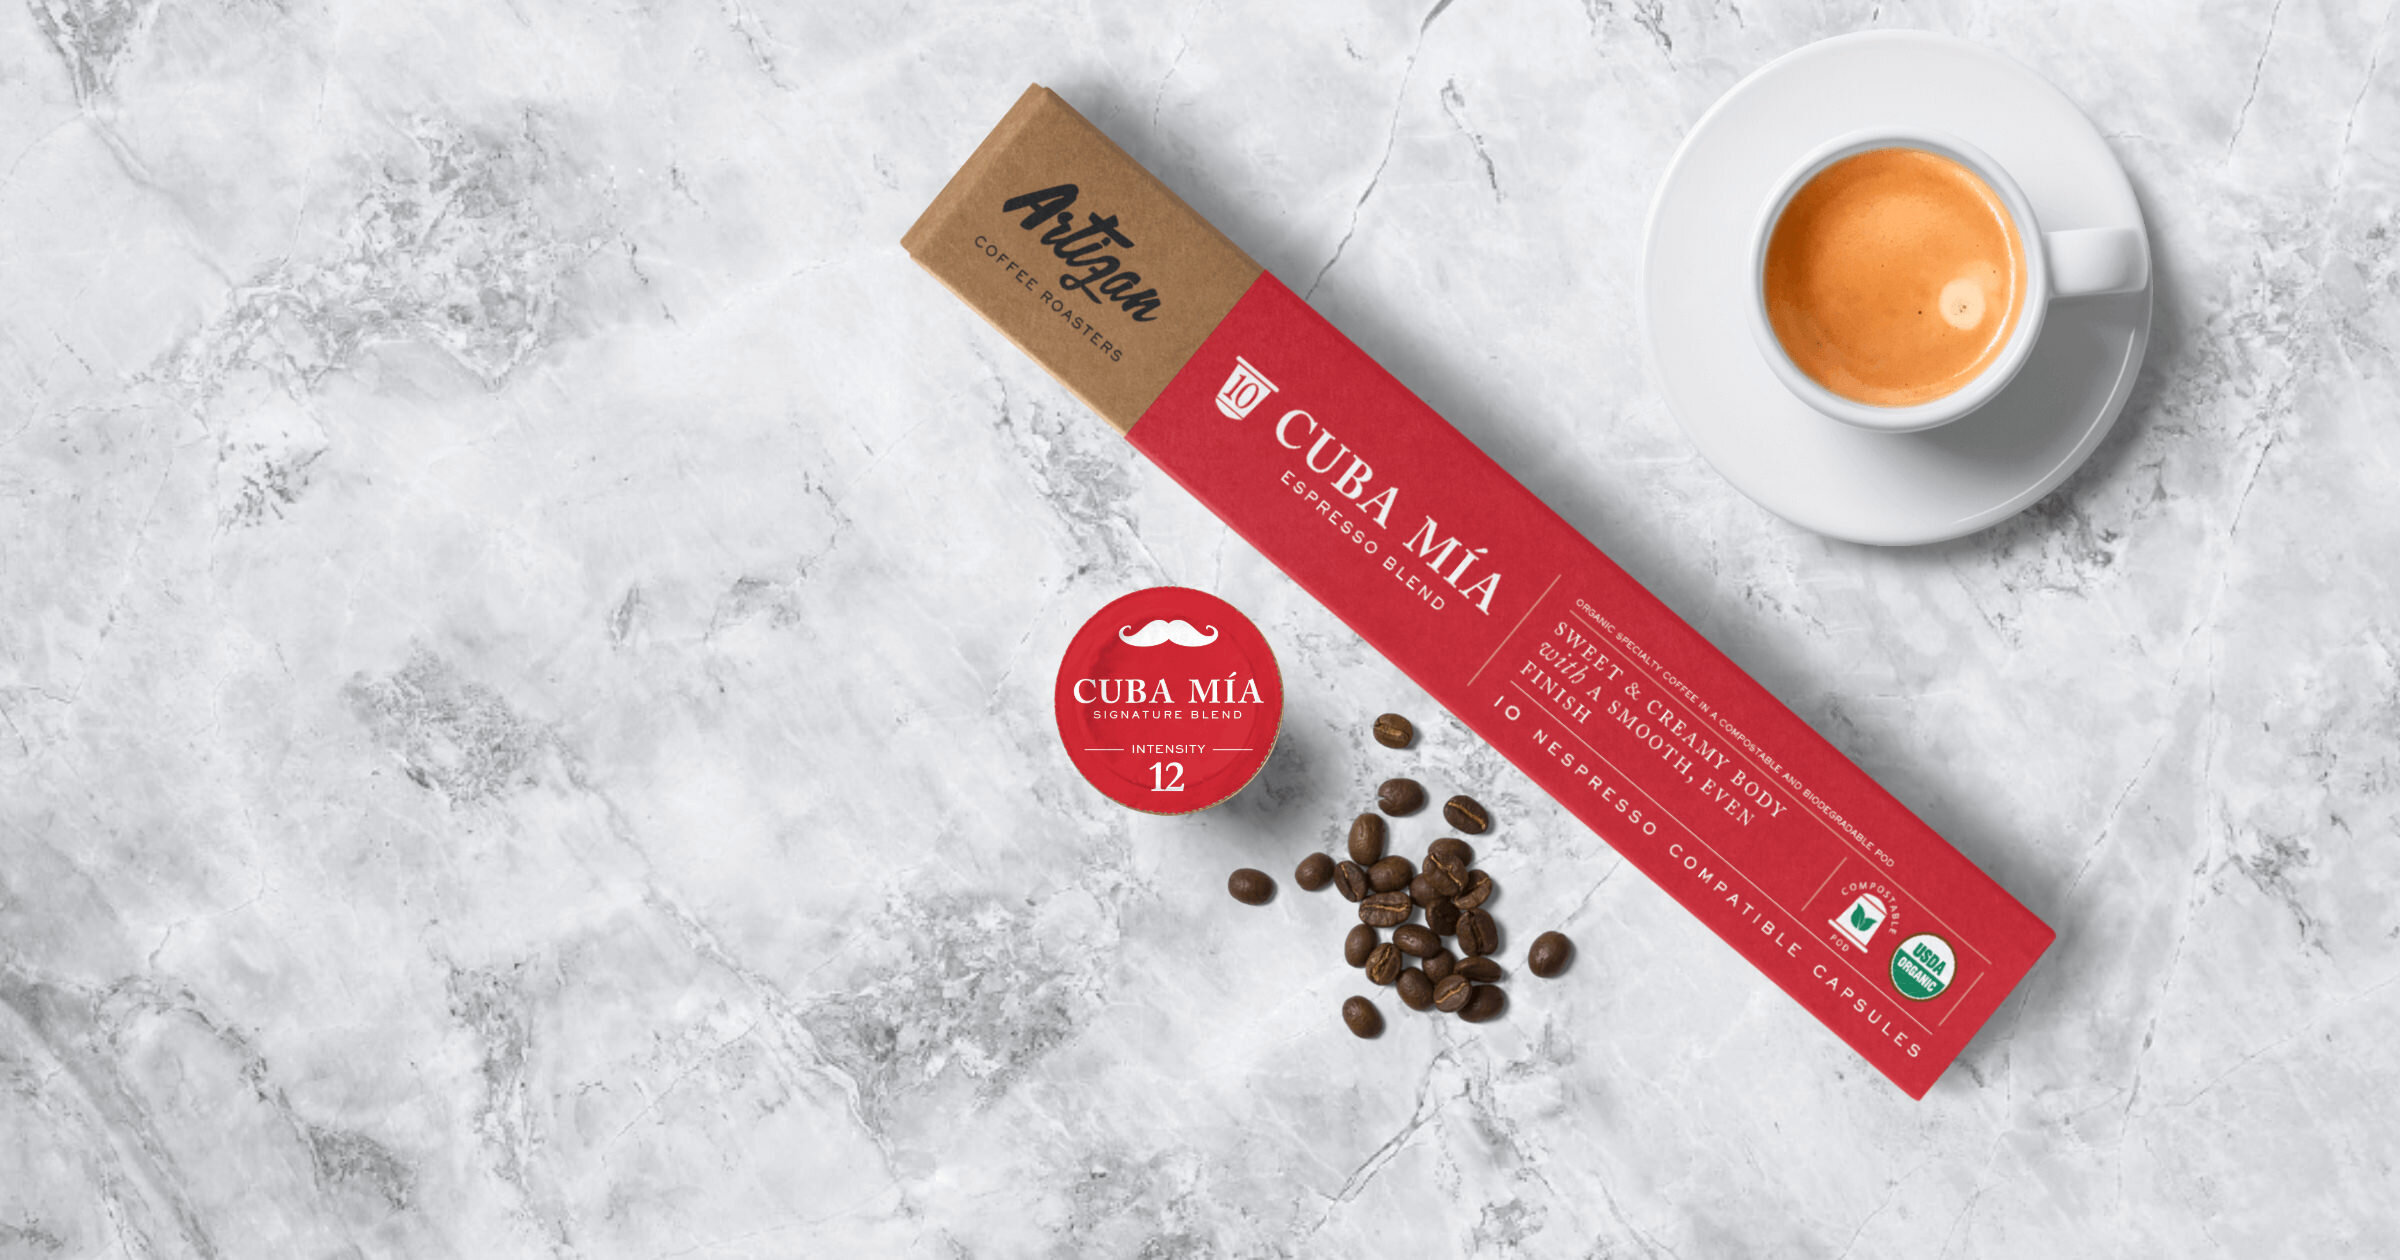 Artizan
COFFEE ROASTERS
10
CUBA MÍA
ESPRESSO BLEND
ORGANIC SPECIALTY COFFEE IN A COMPOSTABLE AND BIODEGRADABLE POD
SWEET & CREAMY BODY
with A SMOOTH, EVEN
FINISH
10 NESPRESSO COMPATIBLE CAPSULES
COMPOSTABLE
POD
USDA
ORGANIC
CUBA MÍA
SIGNATURE BLEND
INTENSITY
12